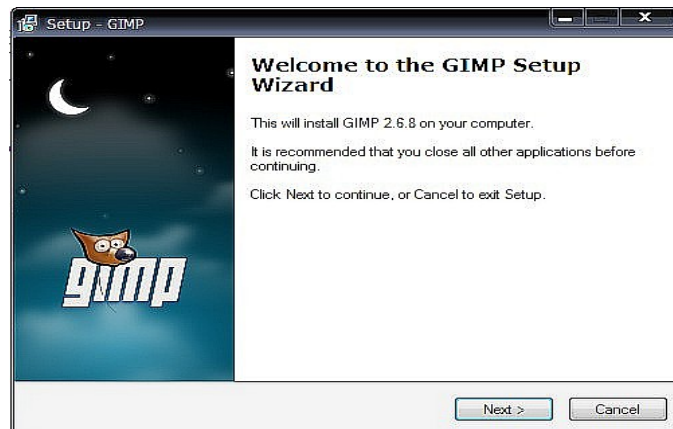 Setup - GIMP
Welcome to the GIMP Setup
Wizard
This will install GIMP 2.6.8 on your computer.
It is recommended that you close all other applications before
continuing.
Click Next to continue, or Cancel to exit Setup.
gimp
Next >
Cancel